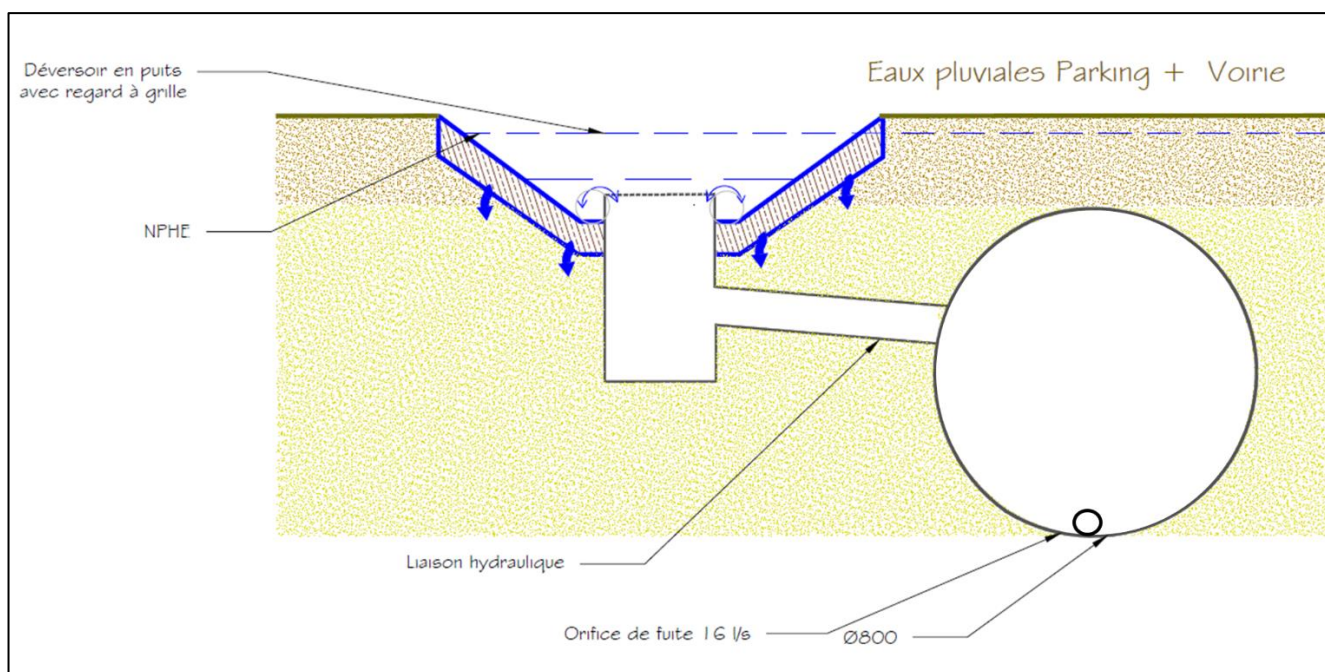 Déversoir en puits
avec regard à grille
Eaux pluviales Parking + Voirie
NPHE
Liaison hydraulique
Orifice de fuite 16 l/s
Ø800